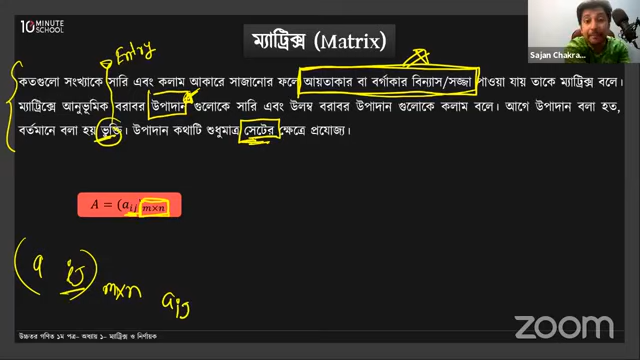 10 MINUTE SCHOOL
ম্যাট্রিক্স (Matrix)
Sajan Chakra...
Entry
কতগুলো সংখ্যাকে সারি এবং কলাম আকারে সাজানোর ফলে আয়তাকার বা বর্গাকার বিন্যাস/সজ্জা পাওয়া যায় তাকে ম্যাট্রিক্স বলে।
ম্যাট্রিক্সে আনুভূমিক বরাবর উপাদান গুলোকে সারি এবং উলম্ব বরাবর উপাদান গুলোকে কলাম বলে। আগে উপাদান বলা হত,
বর্তমানে বলা হয় ভুক্তি। উপাদান কথাটি শুধুমাত্র সেটের ক্ষেত্রে প্রযোজ্য।
A = (a_ij)m×n
(a ij) m×n a ij
উচ্চতর গণিত ১ম পত্র- অধ্যায় ১- ম্যাট্রিক্স ও নির্ণায়ক
zoom